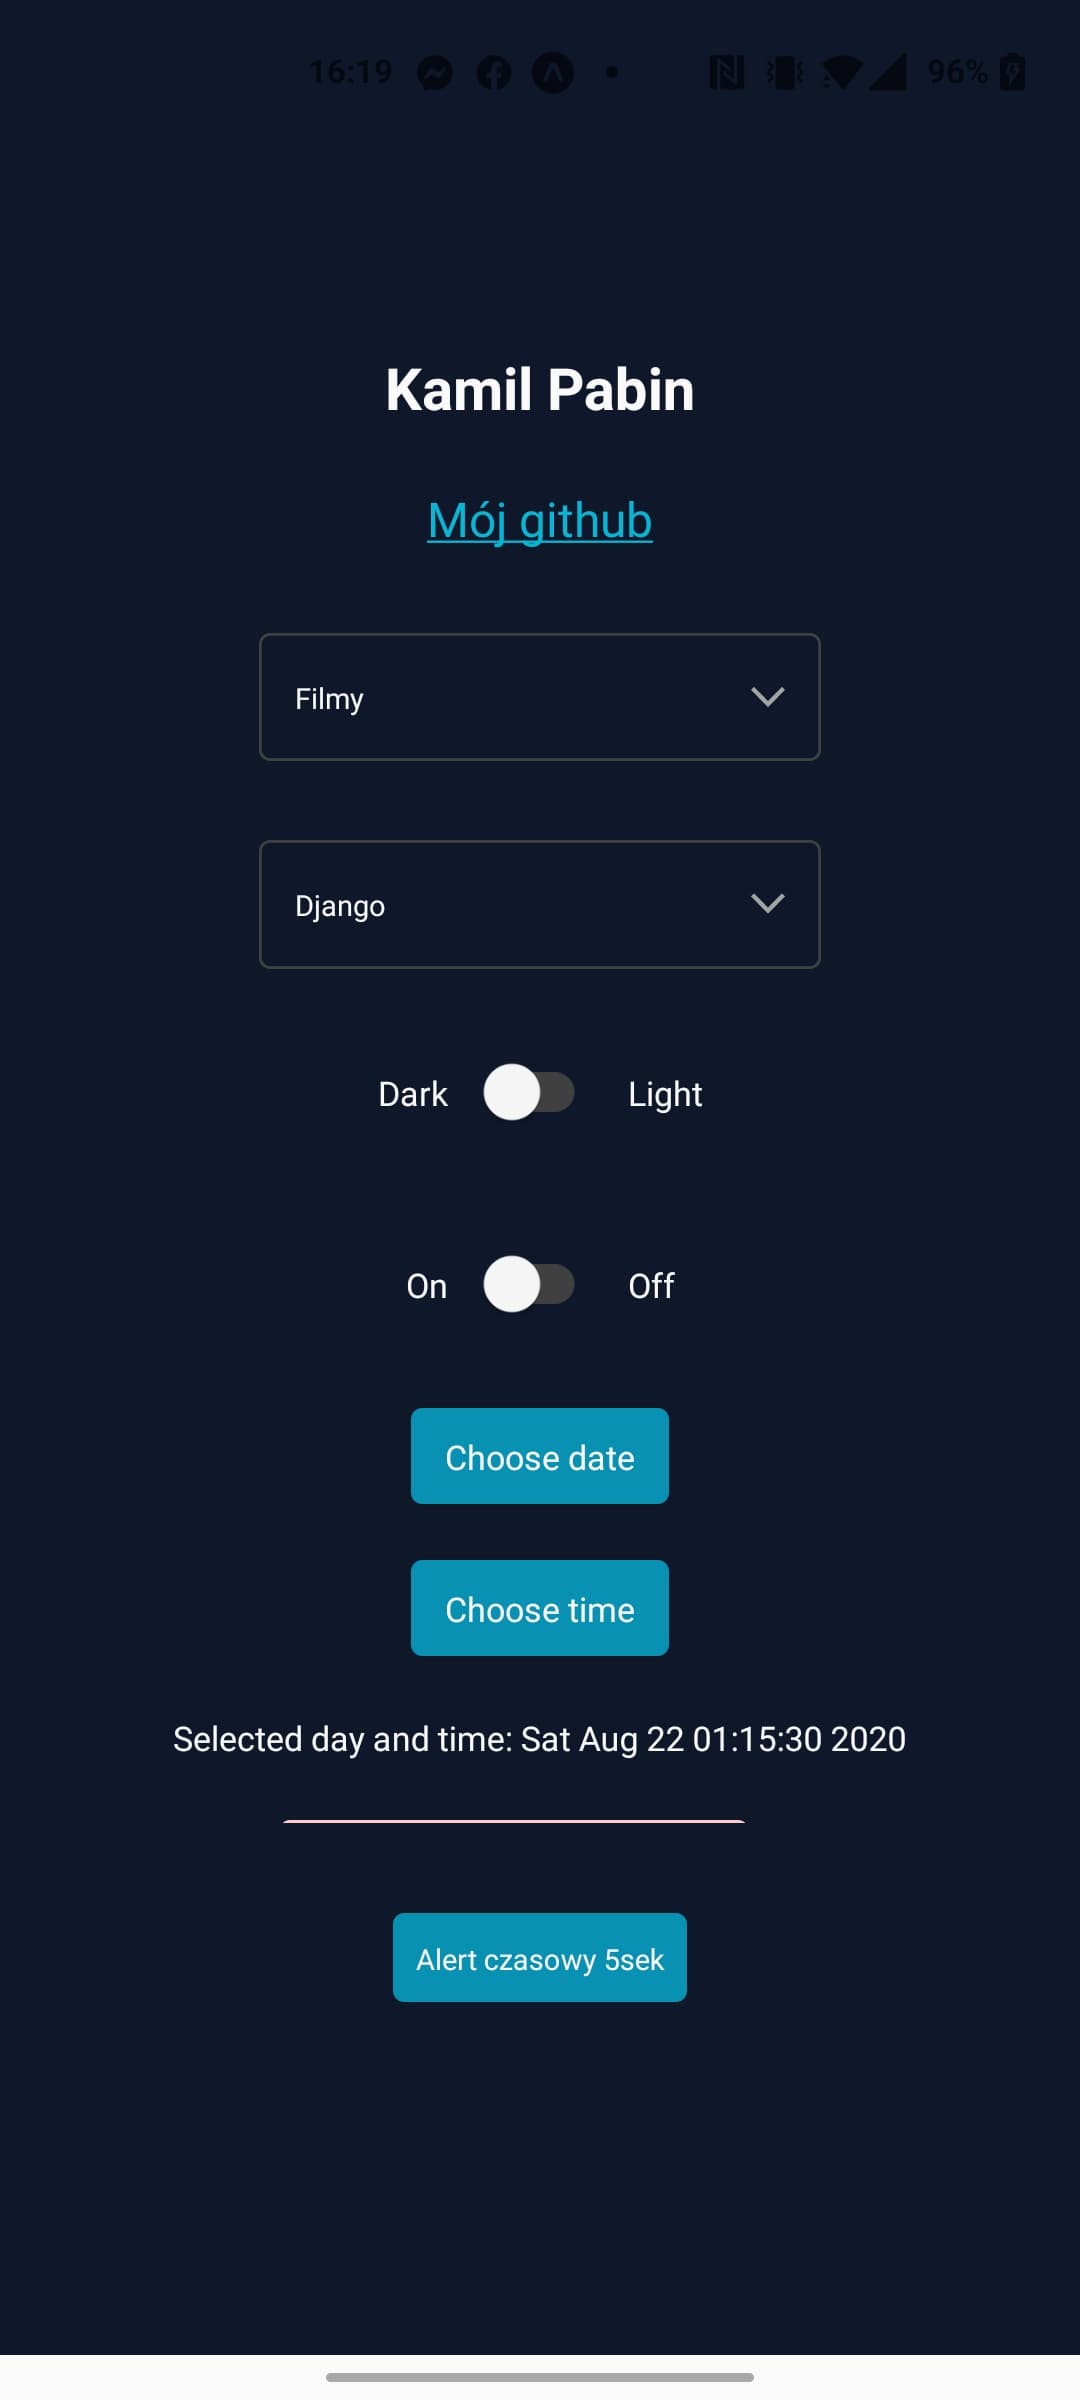 16:19 96%
Kamil Pabin
Mój github
Filmy
Django
Dark Light
On Off
Choose date
Choose time
Selected day and time: Sat Aug 22 01:15:30 2020
Alert czasowy 5sek